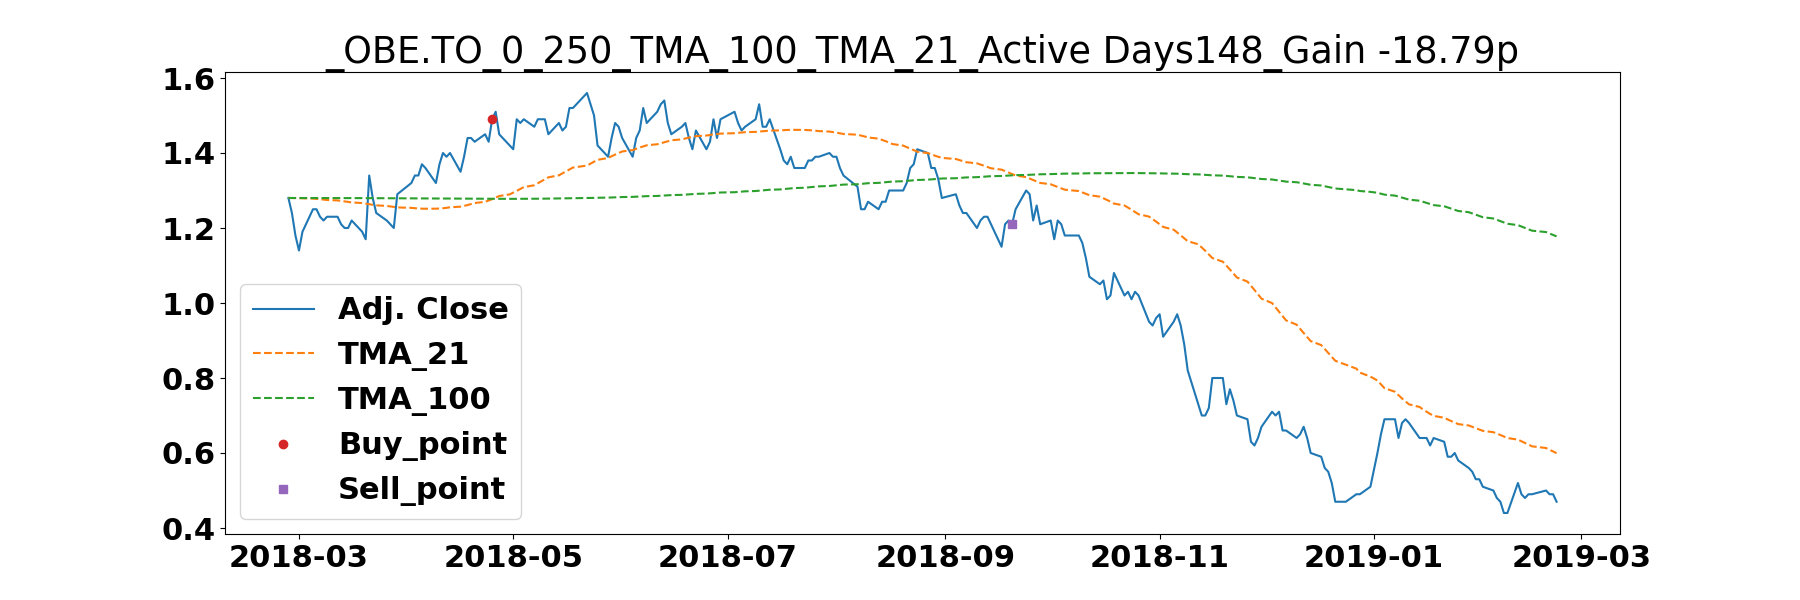 _OBE.TO_0_250_TMA_100_TMA_21_Active Days148_Gain -18.79p
1.6
1.4
1.2
1.0
0.8
0.6
0.4
Adj. Close
TMA_21
TMA_100
Buy_point
Sell_point
2018-03 2018-05 2018-07 2018-09 2018-11 2019-01 2019-03